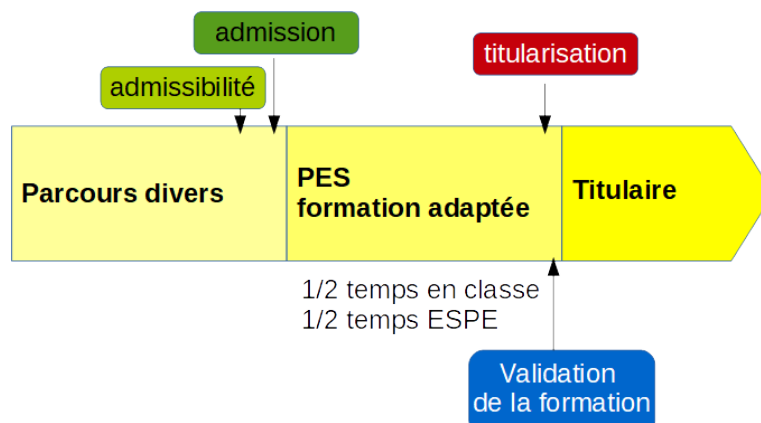 admission
admissibilité
titularisation
Parcours divers
PES
formation adaptée
Titulaire
1/2 temps en classe
1/2 temps ESPE
Validation
de la formation